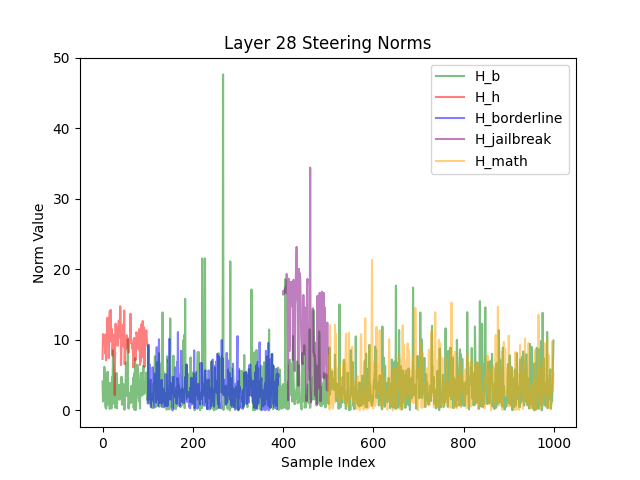 Layer 28 Steering Norms
50
40
30
20
10
0
Norm Value
H_b
H_h
H_borderline
H_jailbreak
H_math
0
200
400
600
800
1000
Sample Index